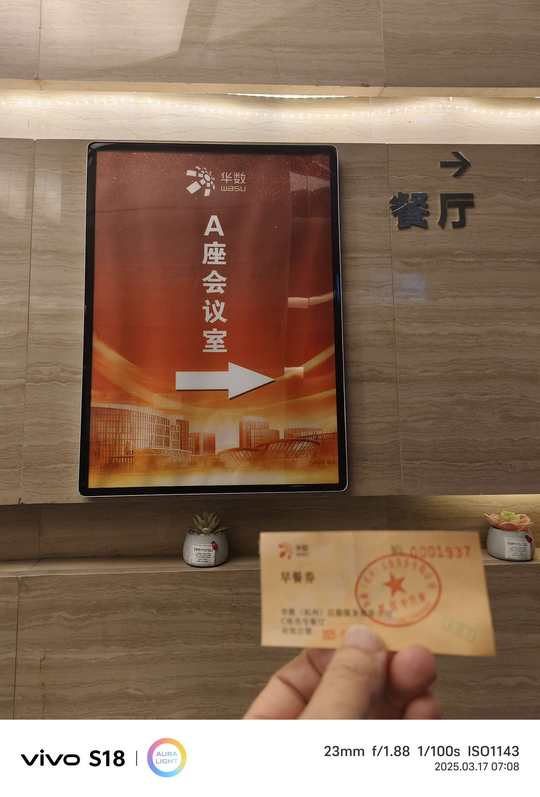 华数
wasu
A座会议室
餐厅
华数
早餐券
№ 0001937
vivo S18
AURA LIGHT
23mm f/1.88 1/100s ISO1143
2025.03.17 07:08